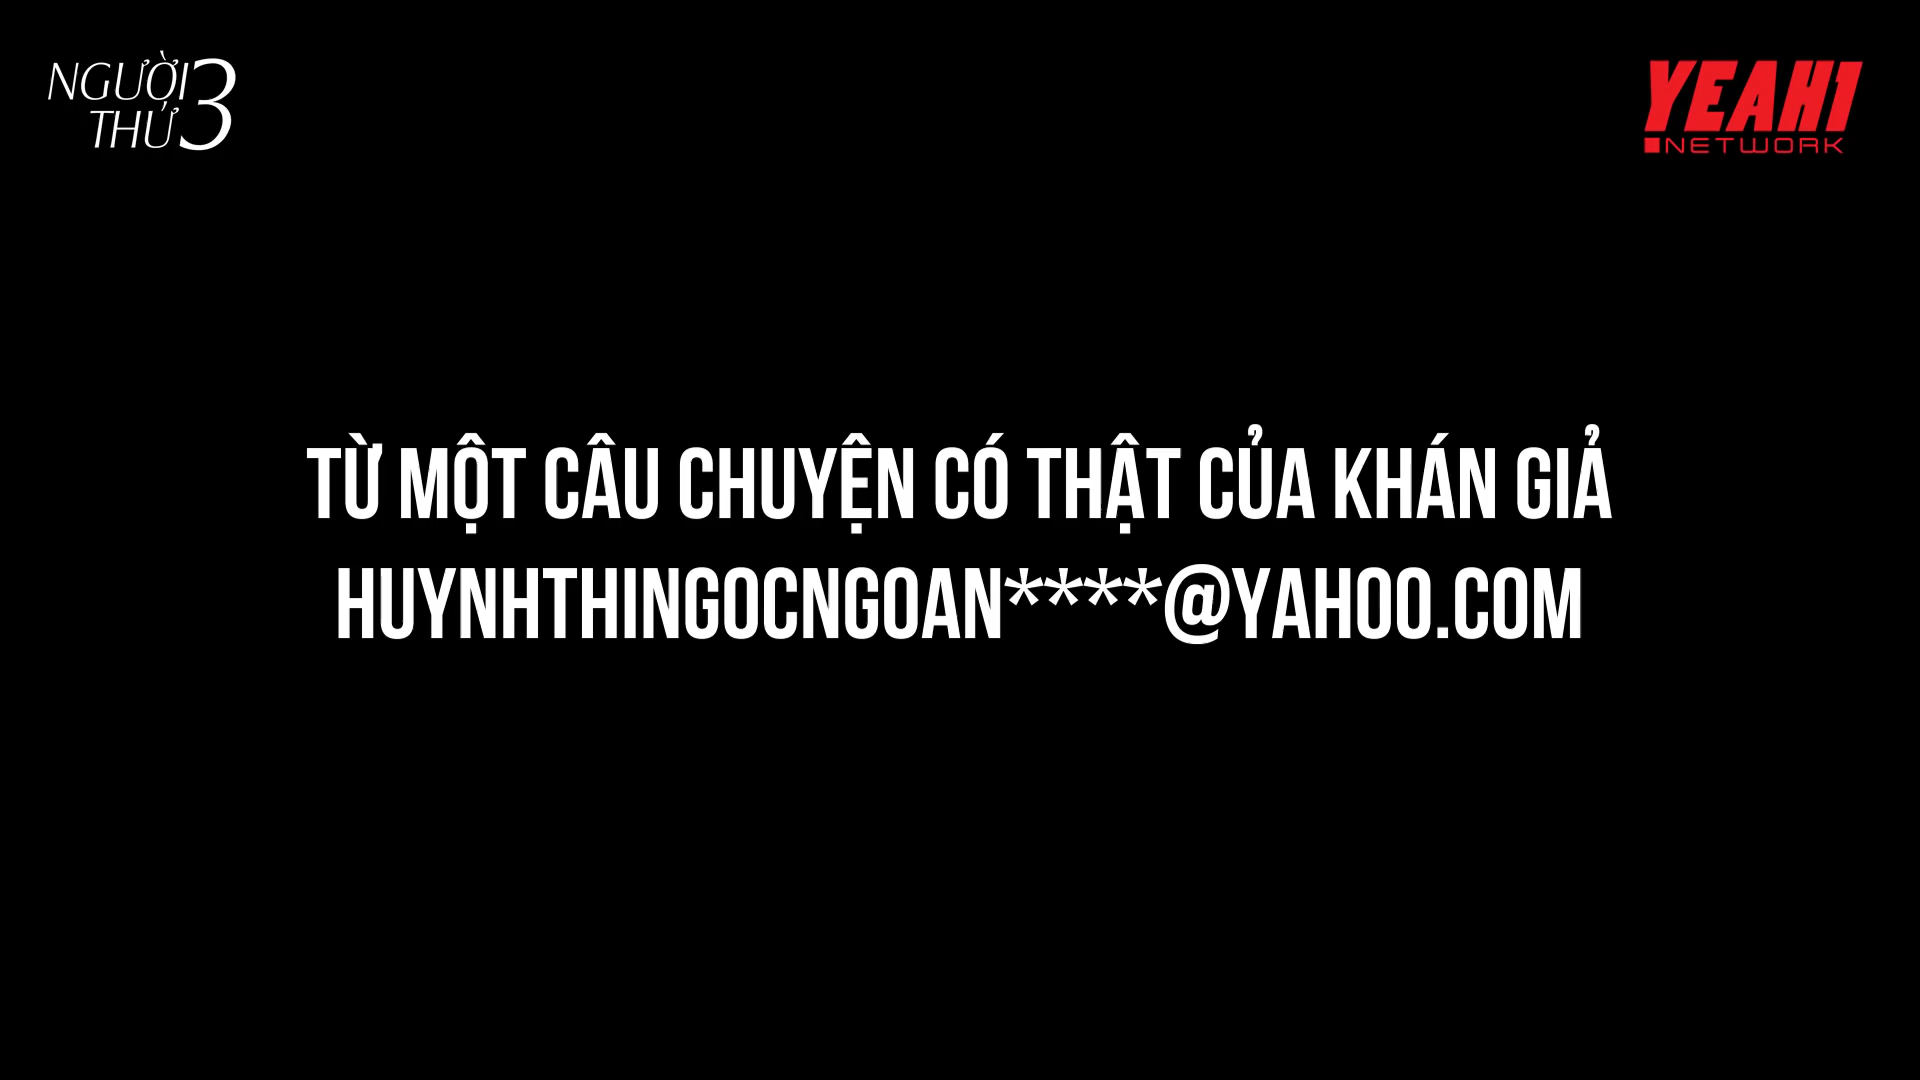 NGƯỜI
THỨ 3
YEAH1
NETWORK
TỪ MỘT CÂU CHUYỆN CÓ THẬT CỦA KHÁN GIẢ
HUYNHTHINGOCNGOAN****@YAHOO.COM